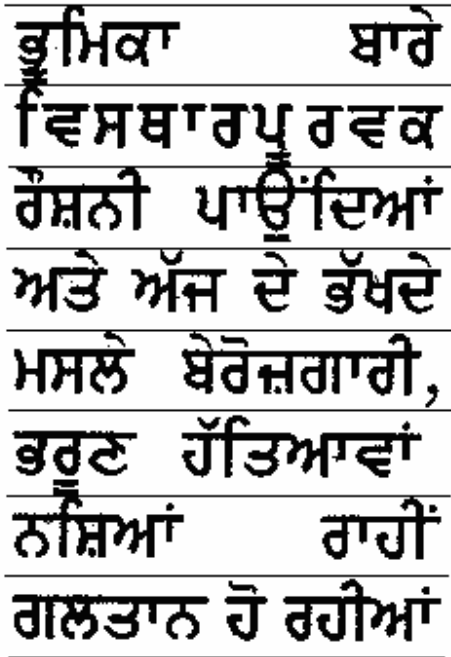 ਭੂਮਿਕਾ ਬਾਰੇ
ਵਿਸਥਾਰਪੂਰਵਕ
ਰੌਸ਼ਨੀ ਪਾਉਂਦਿਆਂ
ਅਤੇ ਅੱਜ ਦੇ ਭੱਖਦੇ
ਮਸਲੇ ਬੇਰੋਜ਼ਗਾਰੀ,
ਭਰੂਣ ਹੱਤਿਆਵਾਂ
ਨਸ਼ਿਆਂ ਰਾਹੀਂ
ਗਲਤਾਨ ਹੋ ਰਹੀਆਂ